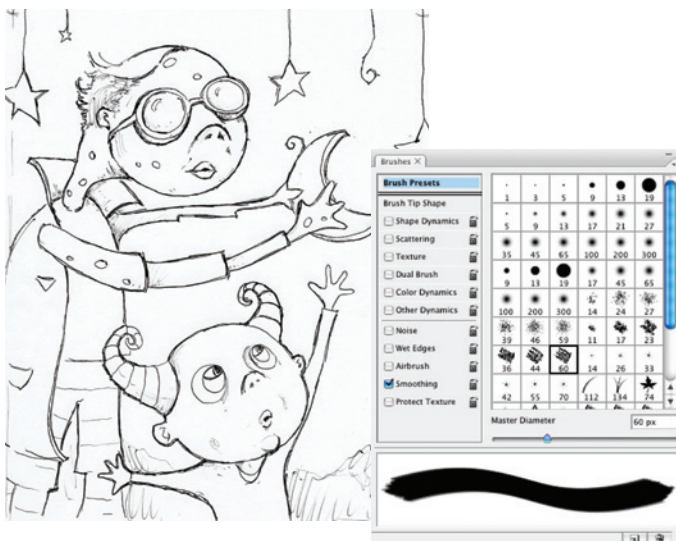 Brushes ×
Brush Presets
Brush Tip Shape
Shape Dynamics
Scattering
Texture
Dual Brush
Color Dynamics
Other Dynamics
Noise
Wet Edges
Airbrush
Smoothing
Protect Texture
1 3 5 9 13 19
5 9 13 17 21 27
35 45 65 100 200 300
9 13 19 17 45 65
100 200 300 14 24 27
39 46 59 11 17 23
36 44 60 14 26 33
42 55 70 112 134 74
Master Diameter 60 px